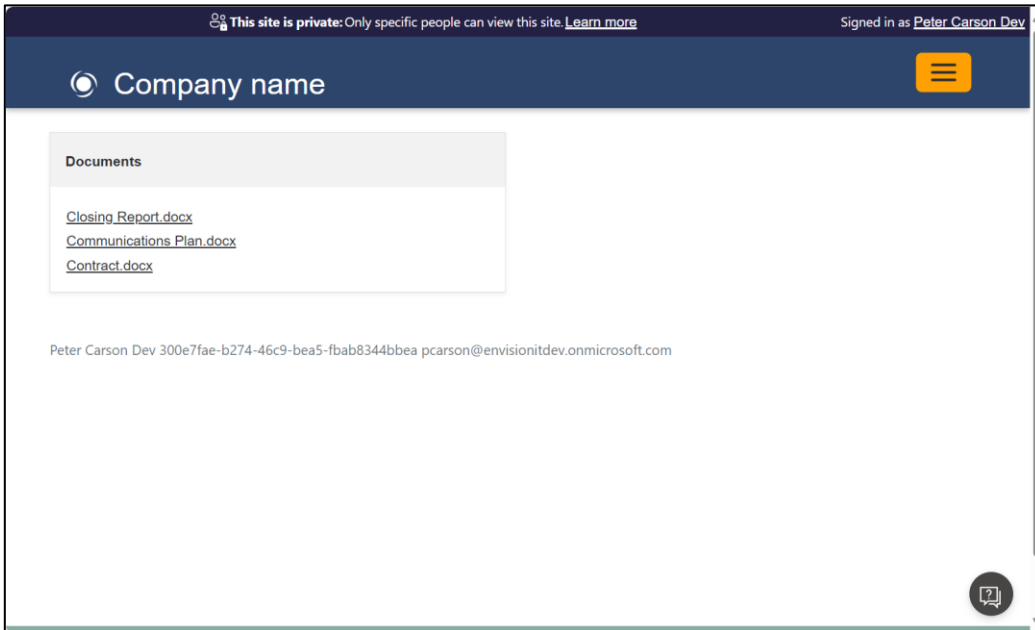 This site is private: Only specific people can view this site. Learn more
Signed in as Peter Carson Dev
Company name
Documents
Closing Report.docx
Communications Plan.docx
Contract.docx
Peter Carson Dev 300e7fae-b274-46c9-bea5-fbab8344bbea pcarson@envisionitdev.onmicrosoft.com